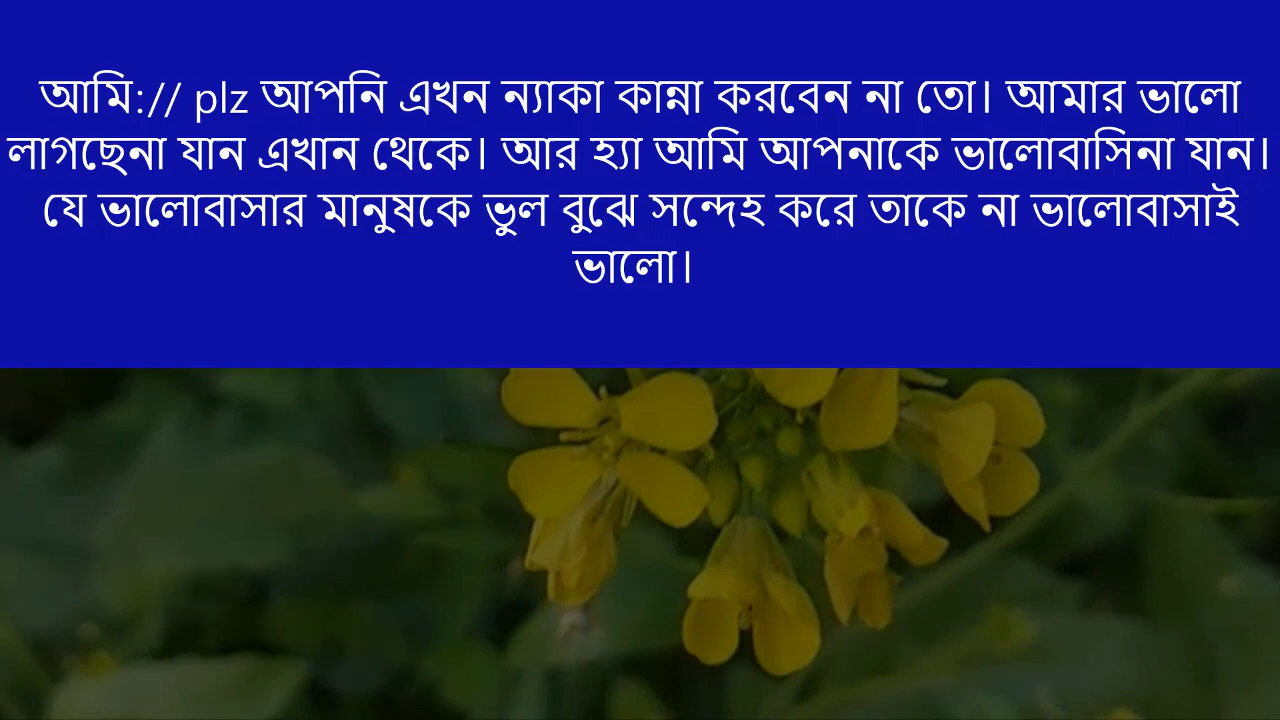 আমি:// plz আপনি এখন ন্যাকা কান্না করবেন না তো। আমার ভালো
লাগছেনা যান এখান থেকে। আর হ্যা আমি আপনাকে ভালোবাসিনা যান।
যে ভালোবাসার মানুষকে ভুল বুঝে সন্দেহ করে তাকে না ভালোবাসাই
ভালো।